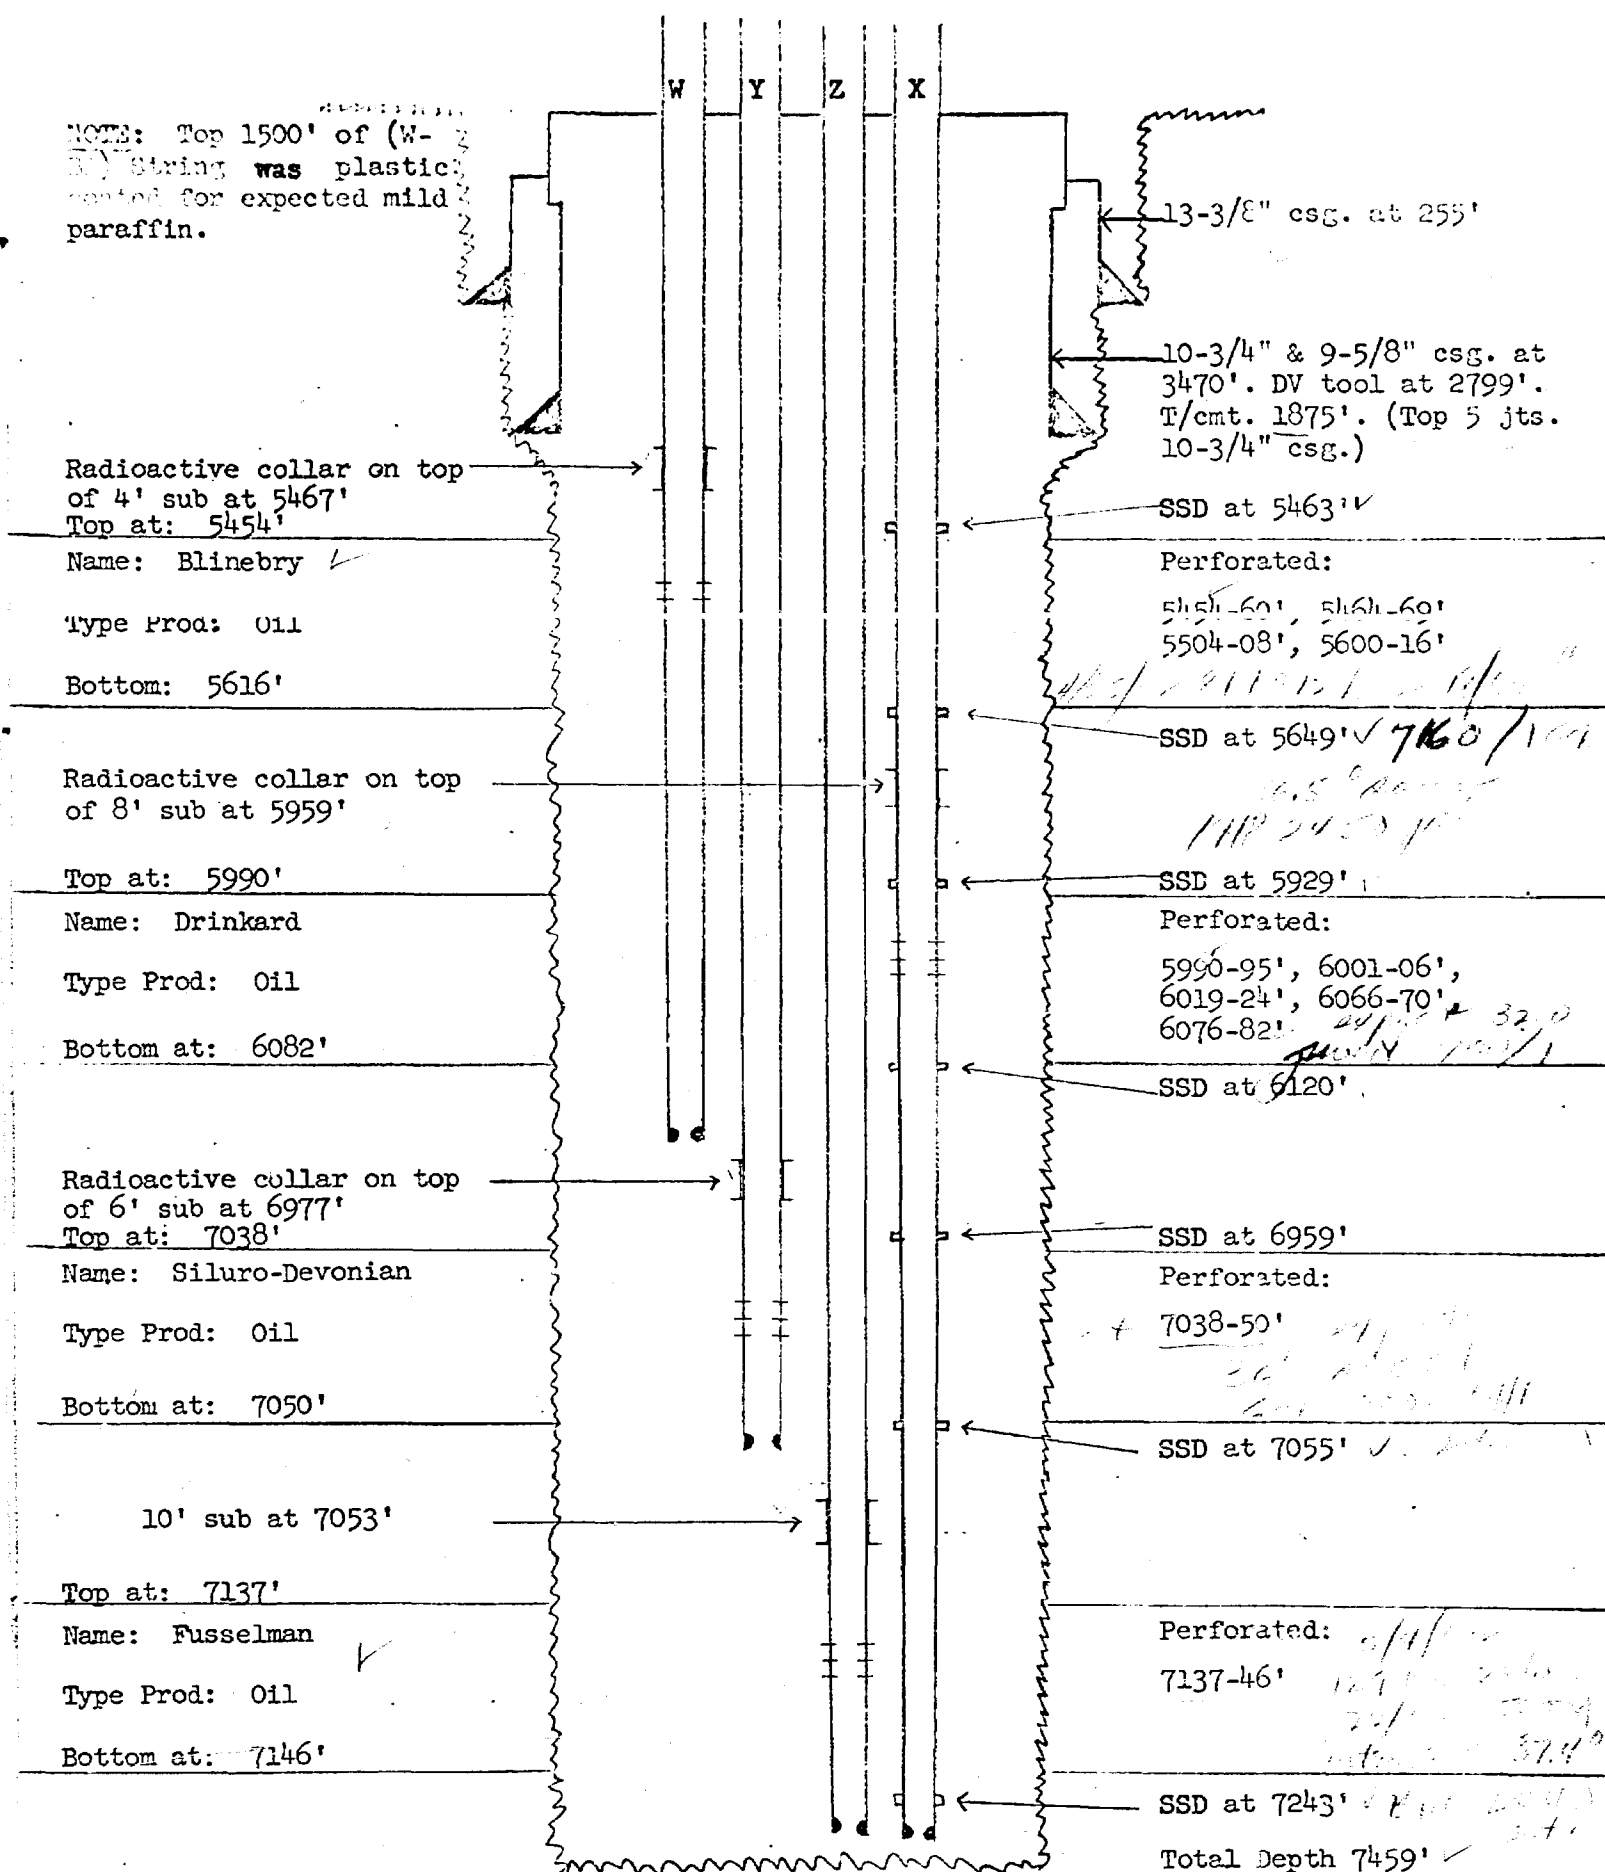 W Y Z X
NOTE: Top 1500' of (W-
String was plastic
coated for expected mild
paraffin.
13-3/8" csg. at 255'
10-3/4" & 9-5/8" csg. at
3470'. DV tool at 2799'.
T/cmt. 1875'. (Top 5 jts.
10-3/4" csg.)
Radioactive collar on top
of 4' sub at 5467'
Top at: 5454'
SSD at 5463'
Name: Blinebry
Type Prod: Oil
Bottom: 5616'
Perforated:
5454-60', 5464-69'
5504-08', 5600-16'
SSD at 5649'
Radioactive collar on top
of 8' sub at 5959'
Top at: 5990'
SSD at 5929'
Name: Drinkard
Type Prod: Oil
Bottom at: 6082'
Perforated:
5990-95', 6001-06',
6019-24', 6066-70',
6076-82'
32.0
SSD at 6120'
Radioactive collar on top
of 6' sub at 6977'
Top at: 7038'
SSD at 6959'
Name: Siluro-Devonian
Type Prod: Oil
Bottom at: 7050'
Perforated:
7038-50'
SSD at 7055'
10' sub at 7053'
Top at: 7137'
Name: Fusselman
Type Prod: Oil
Bottom at: 7146'
Perforated:
7137-46'
37.4°
SSD at 7243'
Total Depth 7459'